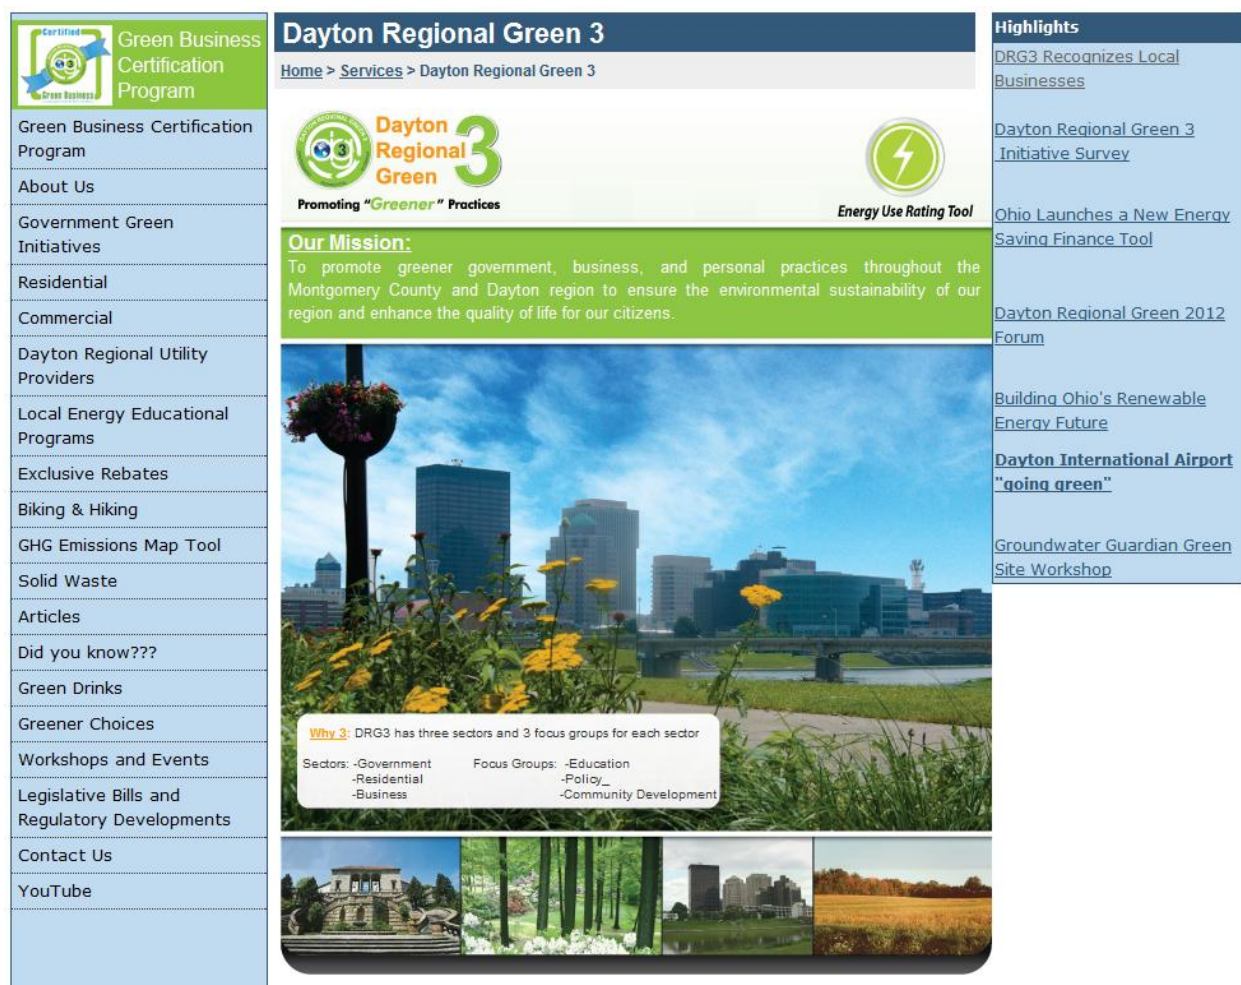 Certified
Green Business
Green Business
Certification
Program
Green Business Certification
Program
About Us
Government Green
Initiatives
Residential
Commercial
Dayton Regional Utility
Providers
Local Energy Educational
Programs
Exclusive Rebates
Biking & Hiking
GHG Emissions Map Tool
Solid Waste
Articles
Did you know???
Green Drinks
Greener Choices
Workshops and Events
Legislative Bills and
Regulatory Developments
Contact Us
YouTube
Dayton Regional Green 3
Home > Services > Dayton Regional Green 3
DAYTON REGIONAL GREEN 3
Dayton
Regional
Green
3
Promoting "Greener" Practices
Energy Use Rating Tool
Our Mission:
To promote greener government, business, and personal practices throughout the
Montgomery County and Dayton region to ensure the environmental sustainability of our
region and enhance the quality of life for our citizens.
Why 3: DRG3 has three sectors and 3 focus groups for each sector
Sectors: -Government Focus Groups: -Education
-Residential -Policy_
-Business -Community Development
Highlights
DRG3 Recognizes Local
Businesses
Dayton Regional Green 3
Initiative Survey
Ohio Launches a New Energy
Saving Finance Tool
Dayton Regional Green 2012
Forum
Building Ohio's Renewable
Energy Future
Dayton International Airport
"going green"
Groundwater Guardian Green
Site Workshop